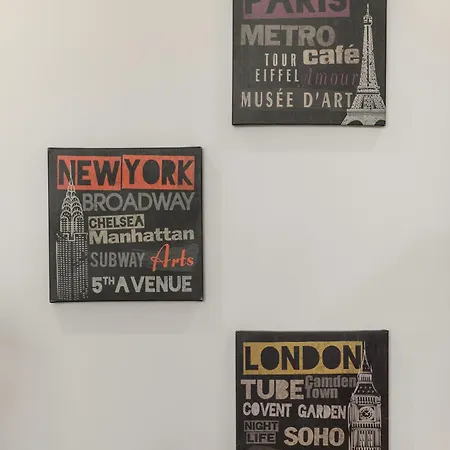 PARIS
METRO
TOUR café
EIFFEL Amour
MUSÉE D'ART
NEW YORK
BROADWAY
CHELSEA
Manhattan
SUBWAY Arts
5TH AVENUE
LONDON
TUBE Camden
Town
COVENT GARDEN
NIGHT
LIFE SOHO